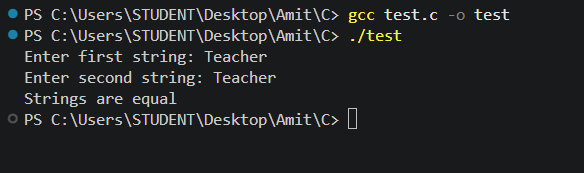 PS C:\Users\STUDENT\Desktop\Amit\C> gcc test.c -o test
PS C:\Users\STUDENT\Desktop\Amit\C> ./test
Enter first string: Teacher
Enter second string: Teacher
Strings are equal
PS C:\Users\STUDENT\Desktop\Amit\C>